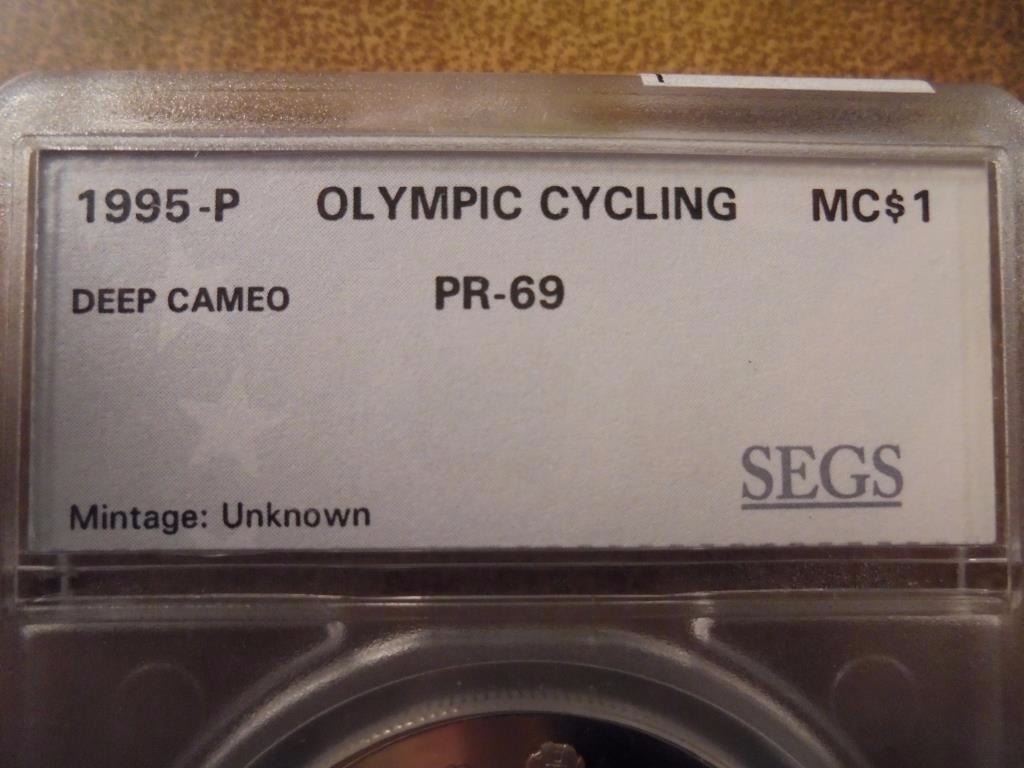 1995-P OLYMPIC CYCLING MC$1
DEEP CAMEO PR-69
SEGS
Mintage: Unknown